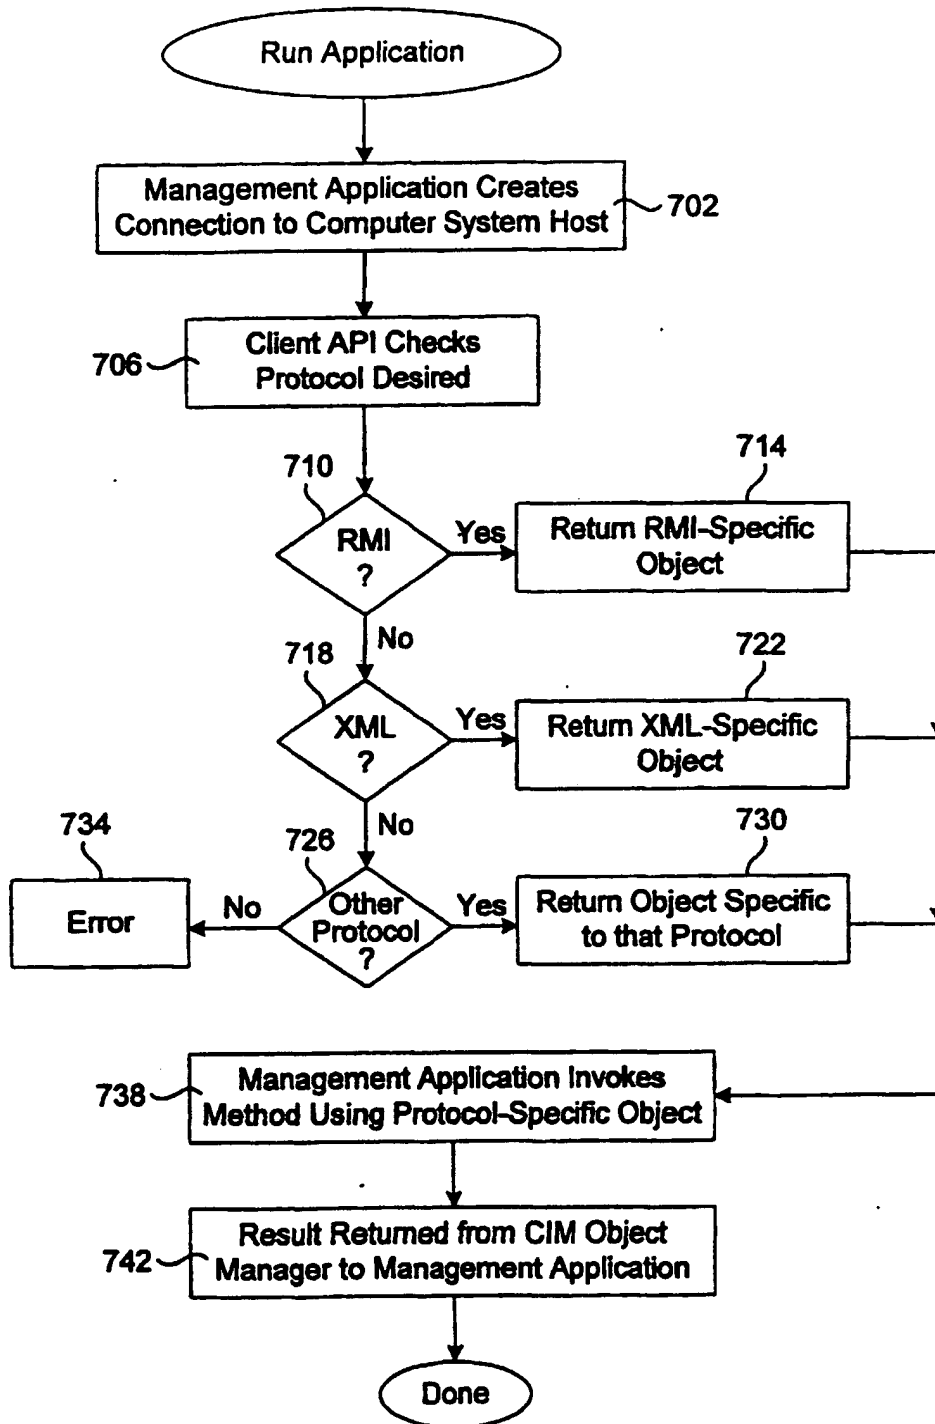 Run Application
Management Application Creates
Connection to Computer System Host
702
706
Client API Checks
Protocol Desired
710
RMI
?
Yes
714
Return RMI-Specific
Object
No
718
XML
?
Yes
722
Return XML-Specific
Object
No
734
Error
No
726
Other
Protocol
?
Yes
730
Return Object Specific
to that Protocol
738
Management Application Invokes
Method Using Protocol-Specific Object
742
Result Returned from CIM Object
Manager to Management Application
Done